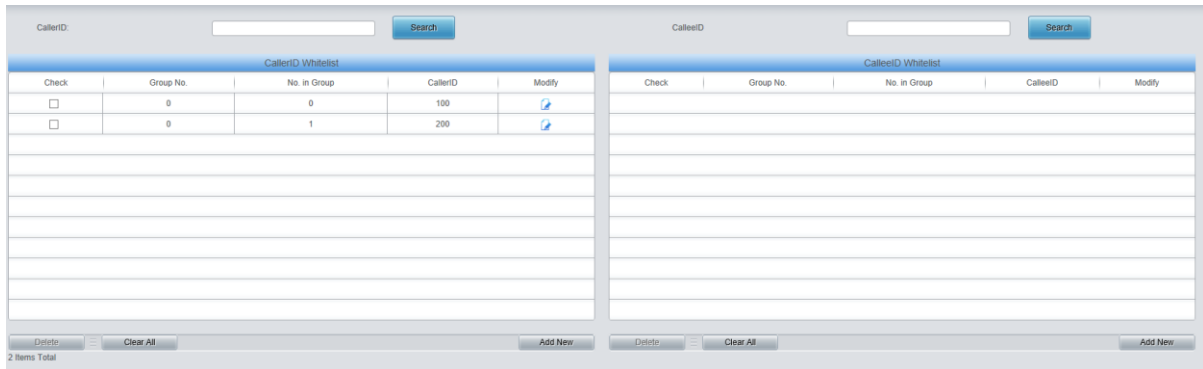 CallerID: Search CalleeID Search
CallerID Whitelist CalleeID Whitelist
Check Group No. No. in Group CallerID Modify Check Group No. No. in Group CalleeID Modify
0 0 100
0 1 200
Delete Clear All Add New Delete Clear All Add New
2 Items Total